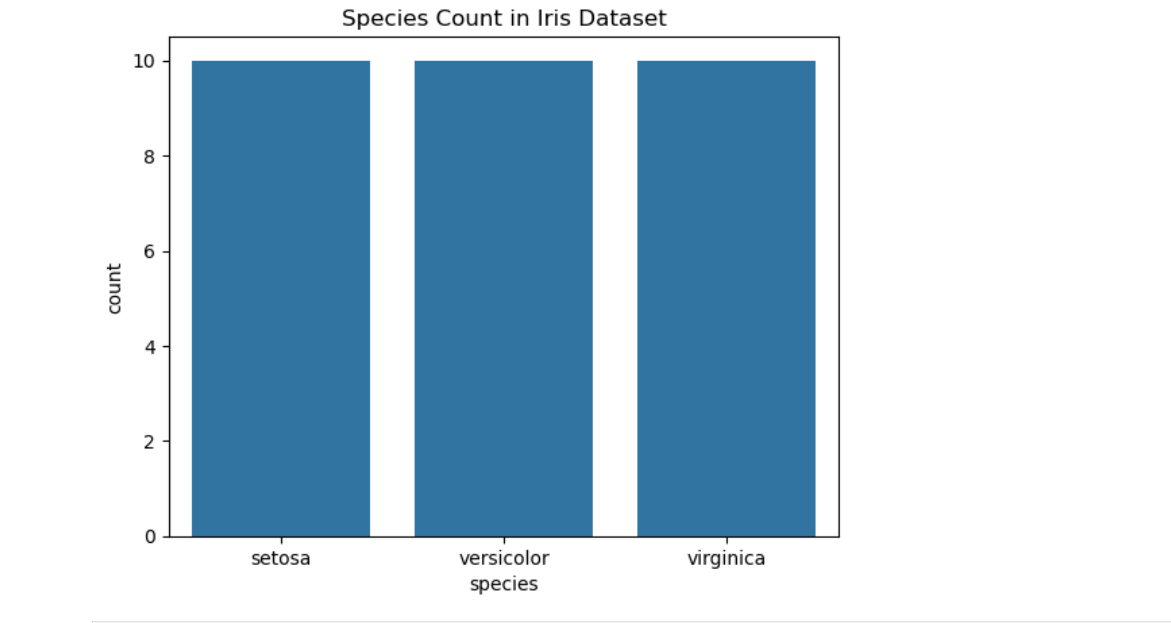 Species Count in Iris Dataset
10
8
6
4
2
0
count
setosa versicolor virginica
species